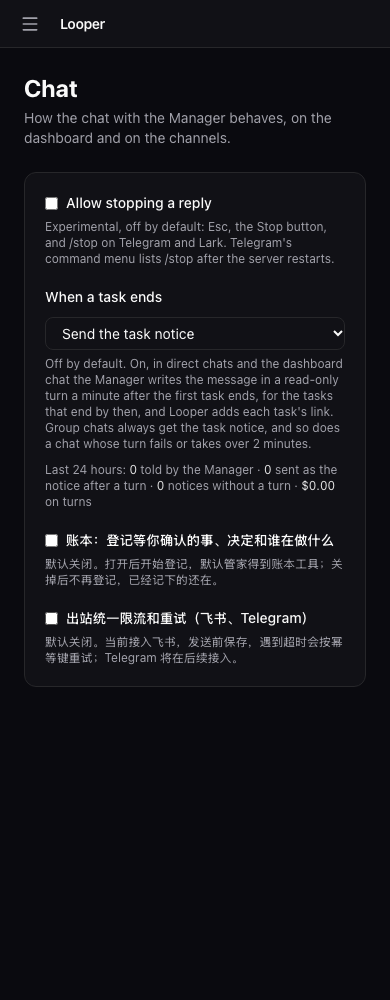 Looper
Chat
How the chat with the Manager behaves, on the
dashboard and on the channels.
Allow stopping a reply
Experimental, off by default: Esc, the Stop button,
and /stop on Telegram and Lark. Telegram's
command menu lists /stop after the server restarts.
When a task ends
Send the task notice
Off by default. On, in direct chats and the dashboard
chat the Manager writes the message in a read-only
turn a minute after the first task ends, for the tasks
that end by then, and Looper adds each task's link.
Group chats always get the task notice, and so does
a chat whose turn fails or takes over 2 minutes.
Last 24 hours: 0 told by the Manager · 0 sent as the
notice after a turn · 0 notices without a turn · $0.00
on turns
账本：登记等你确认的事、决定和谁在做什么
默认关闭。打开后开始登记，默认管家得到账本工具；关
掉后不再登记，已经记下的还在。
出站统一限流和重试（飞书、Telegram）
默认关闭。当前接入飞书，发送前保存，遇到超时会按幂
等键重试；Telegram 将在后续接入。